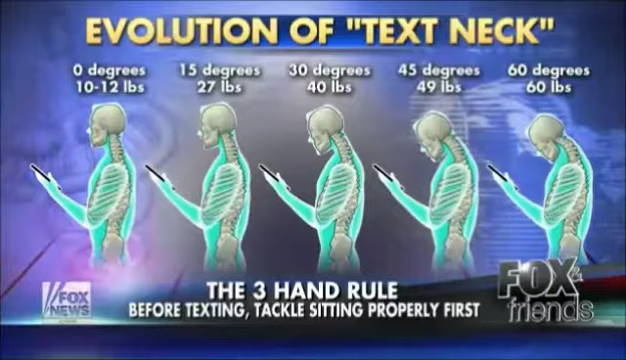 EVOLUTION OF "TEXT NECK"
0 degrees 15 degrees 30 degrees 45 degrees 60 degrees
10-12 lbs 27 lbs 40 lbs 49 lbs 60 lbs
THE 3 HAND RULE
BEFORE TEXTING, TACKLE SITTING PROPERLY FIRST
FOX NEWS
FOX & friends